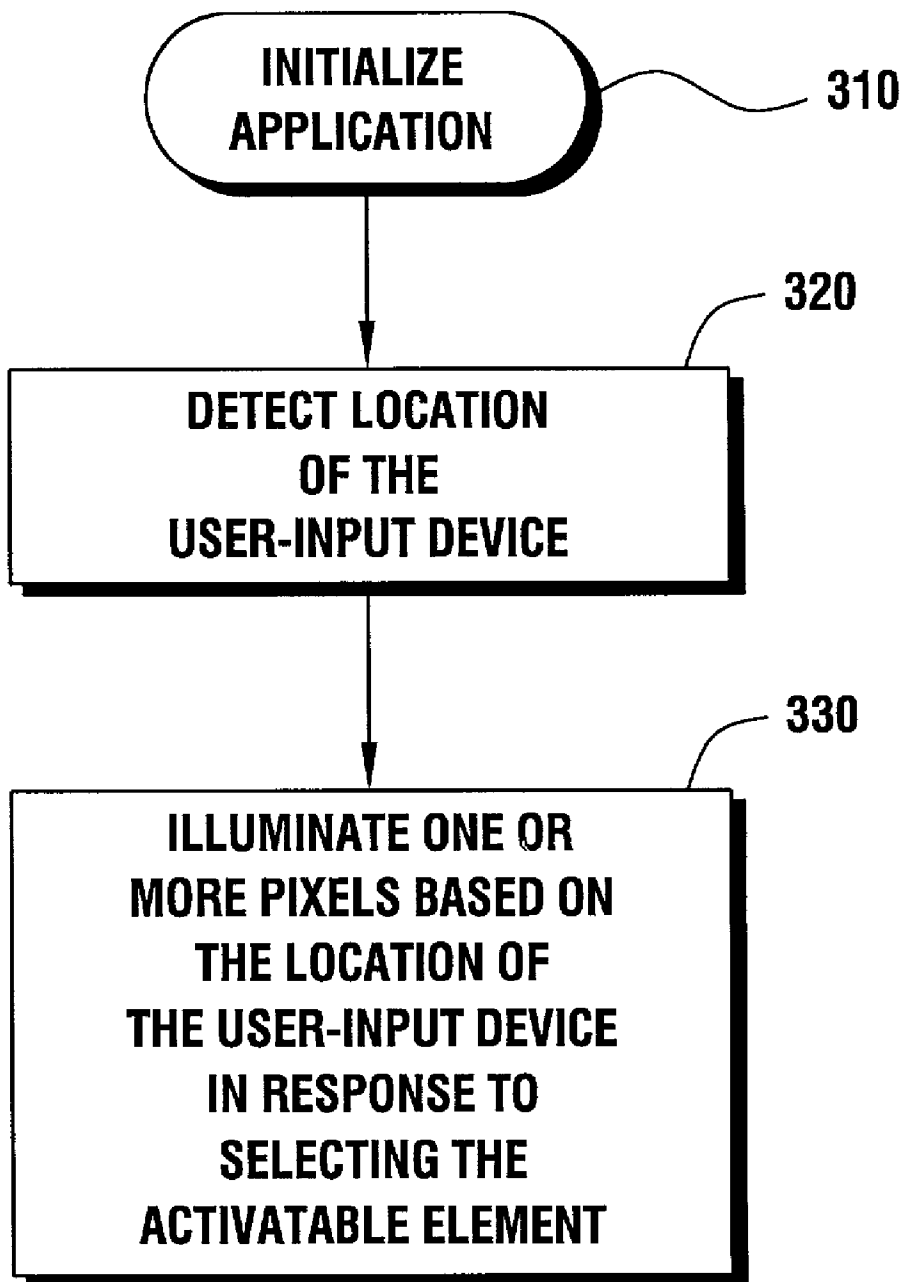 INITIALIZE
APPLICATION
310
320
DETECT LOCATION
OF THE
USER-INPUT DEVICE
330
ILLUMINATE ONE OR
MORE PIXELS BASED ON
THE LOCATION OF
THE USER-INPUT DEVICE
IN RESPONSE TO
SELECTING THE
ACTIVATABLE ELEMENT